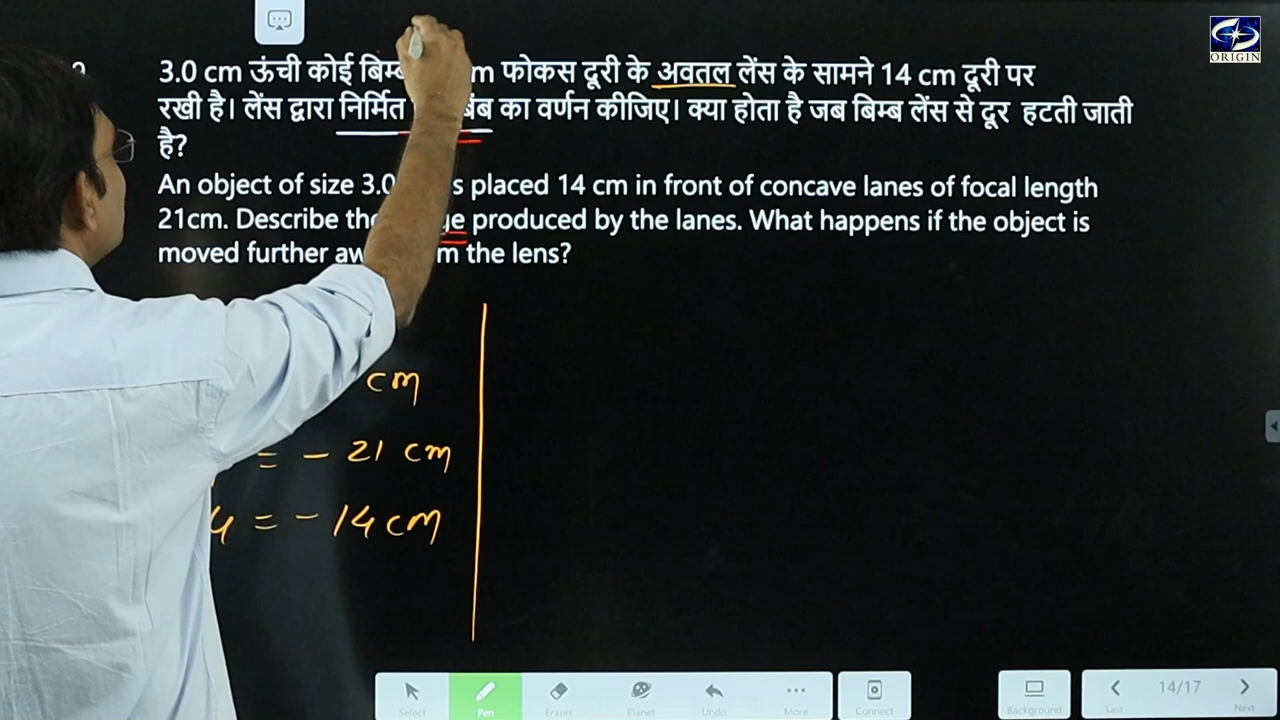 3.0 cm ऊंची कोई m फोकस दूरी के अवतल लेंस के सामने 14 cm दूरी पर
रखी है। लेंस द्वारा निर्मित का वर्णन कीजिए। क्या होता है जब बिम्ब लेंस से दूर हटती जाती
है?
An object of size 3.0 s placed 14 cm in front of concave lanes of focal length
21cm. Describe the produced by the lanes. What happens if the object is
moved further the lens?
cm
= - 21 cm
u = - 14 cm
ORIGIN
Select Pen Eraser Planet Undo More Connect Background Last 14/17 Next